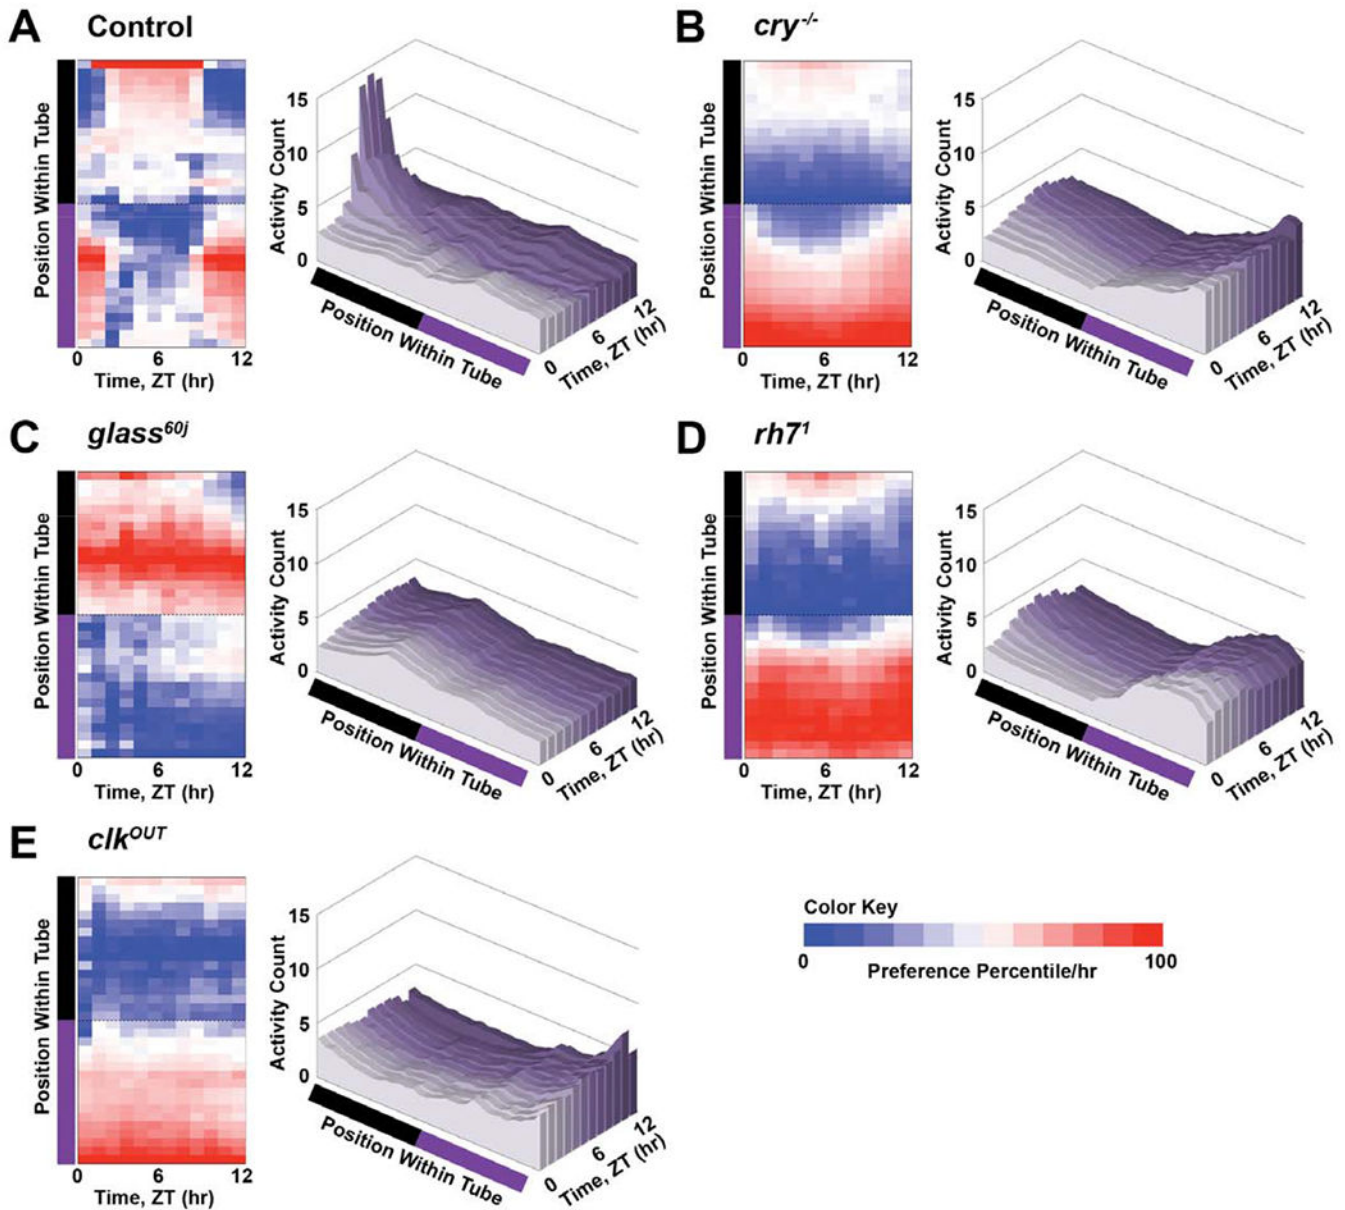 A Control
Position Within Tube
0 6 12
Time, ZT (hr)
Activity Count
15
10
5
0
Position Within Tube
0 6 12
Time, ZT (hr)
B cry-/-
Position Within Tube
0 6 12
Time, ZT (hr)
Activity Count
15
10
5
0
Position Within Tube
0 6 12
Time, ZT (hr)
C glass60j
Position Within Tube
0 6 12
Time, ZT (hr)
Activity Count
15
10
5
0
Position Within Tube
0 6 12
Time, ZT (hr)
D rh71
Position Within Tube
0 6 12
Time, ZT (hr)
Activity Count
15
10
5
0
Position Within Tube
0 6 12
Time, ZT (hr)
E clkOUT
Position Within Tube
0 6 12
Time, ZT (hr)
Activity Count
15
10
5
0
Position Within Tube
0 6 12
Time, ZT (hr)
Color Key
0 100
Preference Percentile/hr